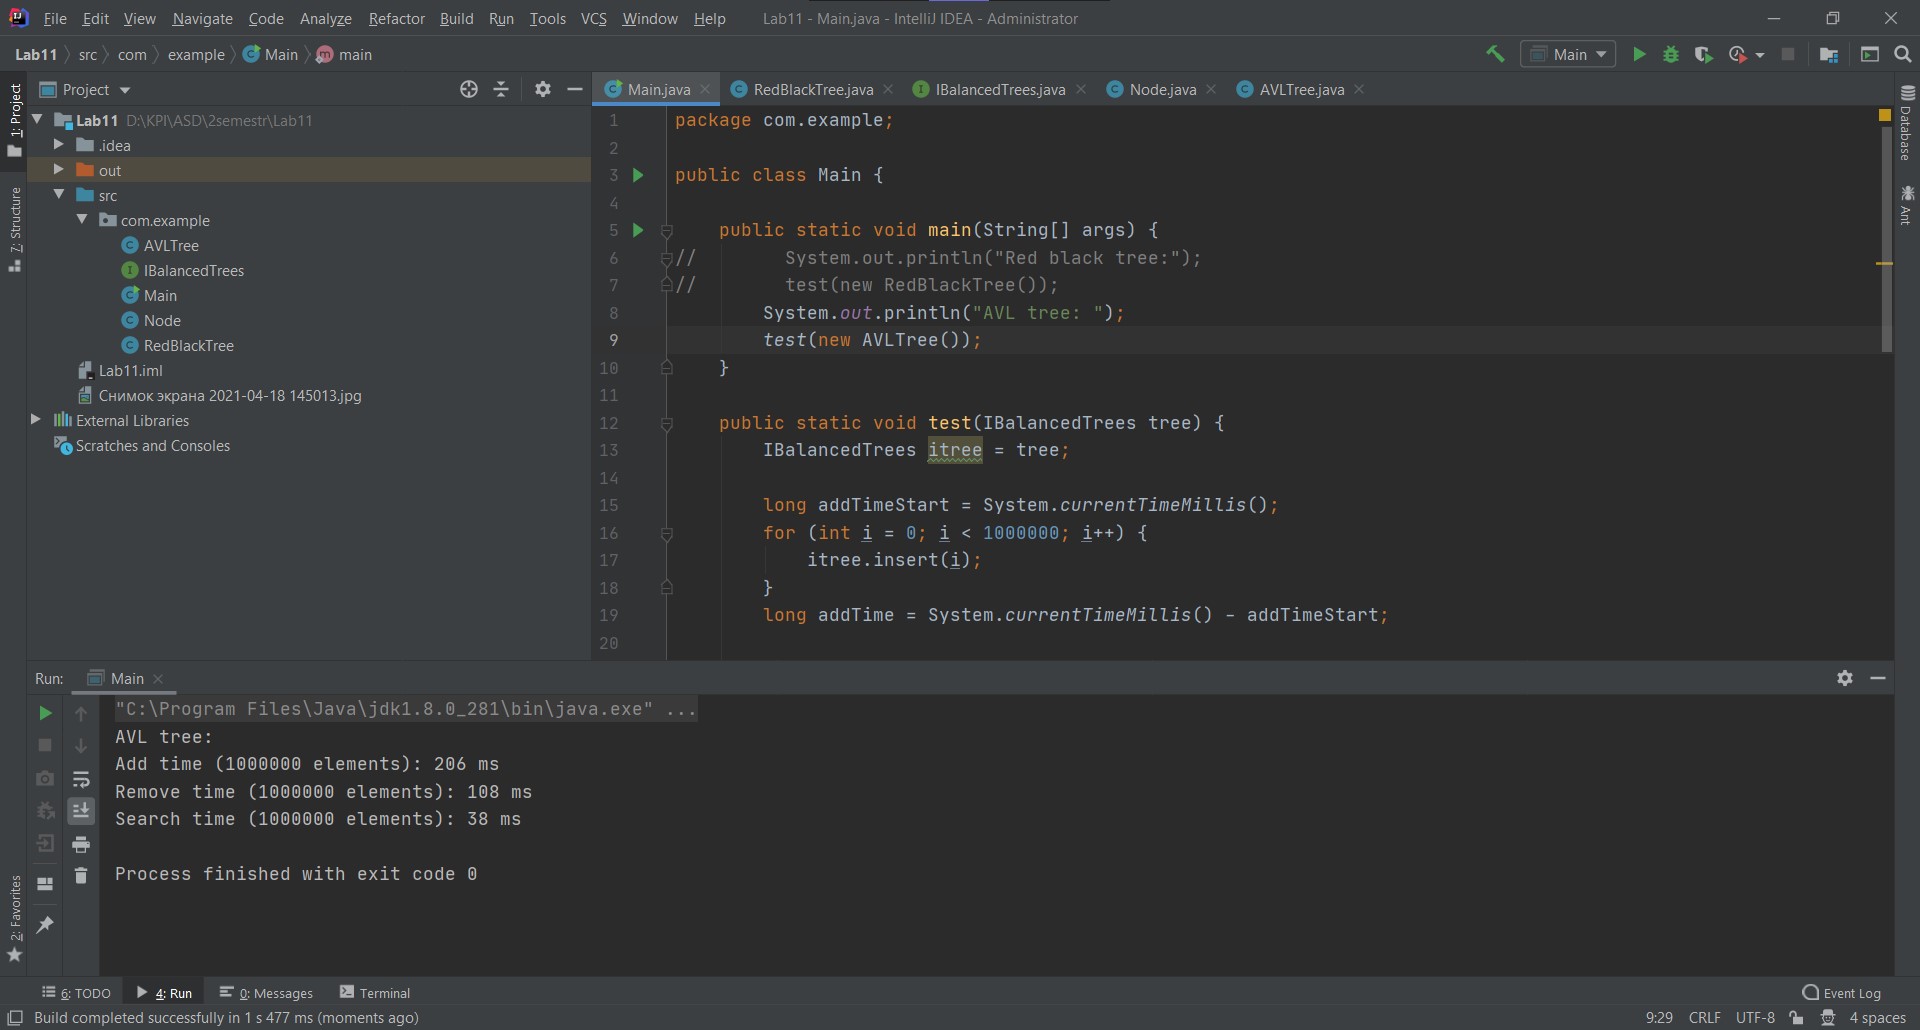 File Edit View Navigate Code Analyze Refactor Build Run Tools VCS Window Help Lab11 - Main.java - IntelliJ IDEA - Administrator
Lab11 src com example Main main Main
1: Project
7: Structure
2: Favorites
Project
Lab11 D:\KPI\ASD\2semestr\Lab11
.idea
out
src
com.example
AVLTree
IBalancedTrees
Main
Node
RedBlackTree
Lab11.iml
Снимок экрана 2021-04-18 145013.jpg
External Libraries
Scratches and Consoles
Main.java RedBlackTree.java IBalancedTrees.java Node.java AVLTree.java
1 package com.example;
2
3 public class Main {
4
5     public static void main(String[] args) {
6 //        System.out.println("Red black tree:");
7 //        test(new RedBlackTree());
8         System.out.println("AVL tree: ");
9         test(new AVLTree());
10     }
11
12     public static void test(IBalancedTrees tree) {
13         IBalancedTrees itree = tree;
14
15         long addTimeStart = System.currentTimeMillis();
16         for (int i = 0; i < 1000000; i++) {
17             itree.insert(i);
18         }
19         long addTime = System.currentTimeMillis() - addTimeStart;
20
Database
Ant
Run: Main
"C:\Program Files\Java\jdk1.8.0_281\bin\java.exe" ...
AVL tree:
Add time (1000000 elements): 206 ms
Remove time (1000000 elements): 108 ms
Search time (1000000 elements): 38 ms
Process finished with exit code 0
6: TODO 4: Run 0: Messages Terminal Event Log
Build completed successfully in 1 s 477 ms (moments ago) 9:29 CRLF UTF-8 4 spaces